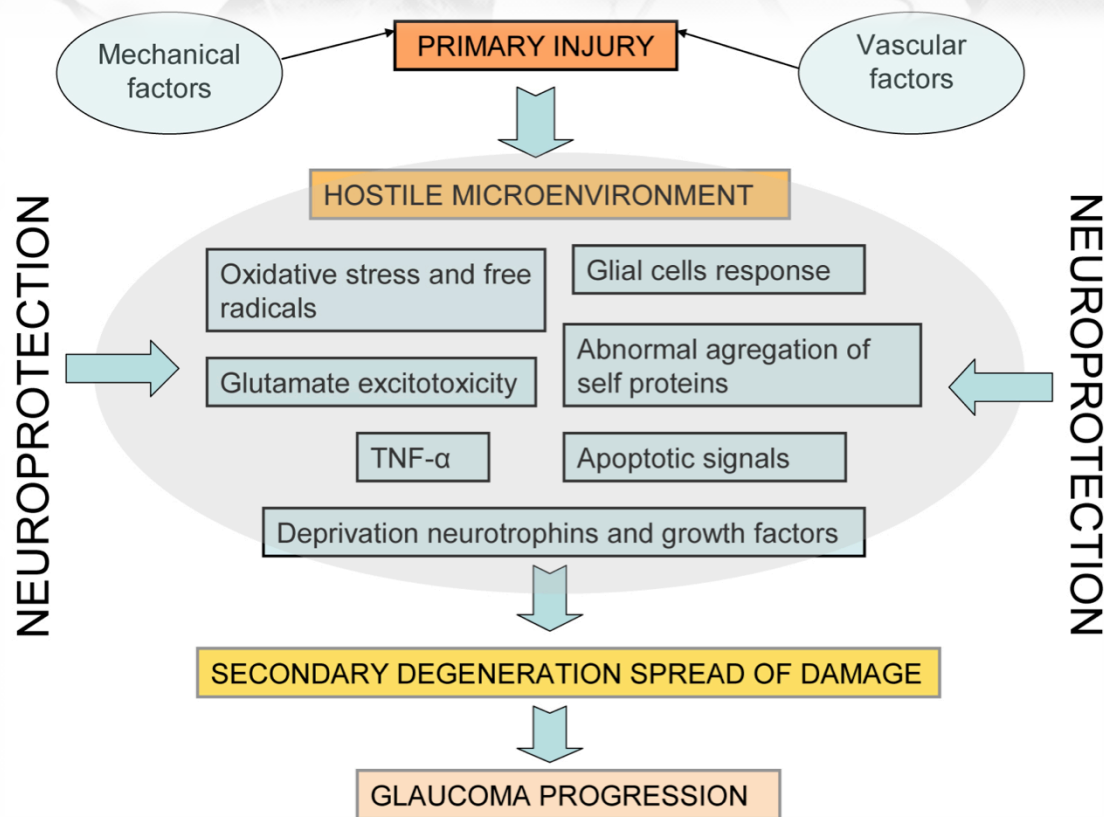 Mechanical
factors
PRIMARY INJURY
Vascular
factors
HOSTILE MICROENVIRONMENT
NEUROPROTECTION
Oxidative stress and free
radicals
Glial cells response
Glutamate excitotoxicity
Abnormal agregation of
self proteins
TNF-α
Apoptotic signals
Deprivation neurotrophins and growth factors
NEUROPROTECTION
SECONDARY DEGENERATION SPREAD OF DAMAGE
GLAUCOMA PROGRESSION